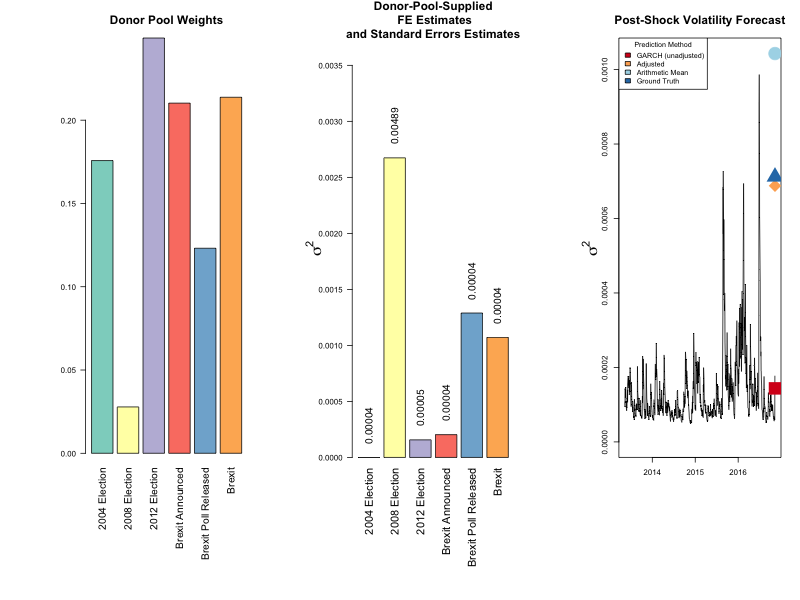 Donor Pool Weights
0.20
0.15
0.10
0.05
0.00
2004 Election
2008 Election
2012 Election
Brexit Announced
Brexit Poll Released
Brexit
Donor-Pool-Supplied
FE Estimates
and Standard Errors Estimates
σ²
0.0035
0.0030
0.0025
0.0020
0.0015
0.0010
0.0005
0.0000
0.00004
0.00489
0.00005
0.00004
0.00004
0.00004
2004 Election
2008 Election
2012 Election
Brexit Announced
Brexit Poll Released
Brexit
Post-Shock Volatility Forecast
σ²
0.0010
0.0008
0.0006
0.0004
0.0002
0.0000
Prediction Method
GARCH (unadjusted)
Adjusted
Arithmetic Mean
Ground Truth
2014
2015
2016